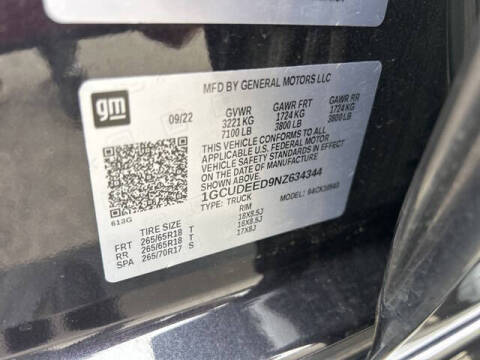 MFD BY GENERAL MOTORS LLC
gm
09/22
GVWR GAWR FRT GAWR RR
3221 KG 1724 KG 1724 KG
7100 LB 3800 LB 3800 LB
THIS VEHICLE CONFORMS TO ALL
APPLICABLE U.S. FEDERAL MOTOR
VEHICLE SAFETY STANDARDS IN EFFECT
ON THE DATE OF MANUFACTURE
1GCUDEED9NZ634344
TYPE: TRUCK MODEL:
613G
TIRE SIZE RIM
FRT 265/65R18 T 18X8.5J
RR 265/65R18 T 18X8.5J
SPA 265/70R17 S 17X8J